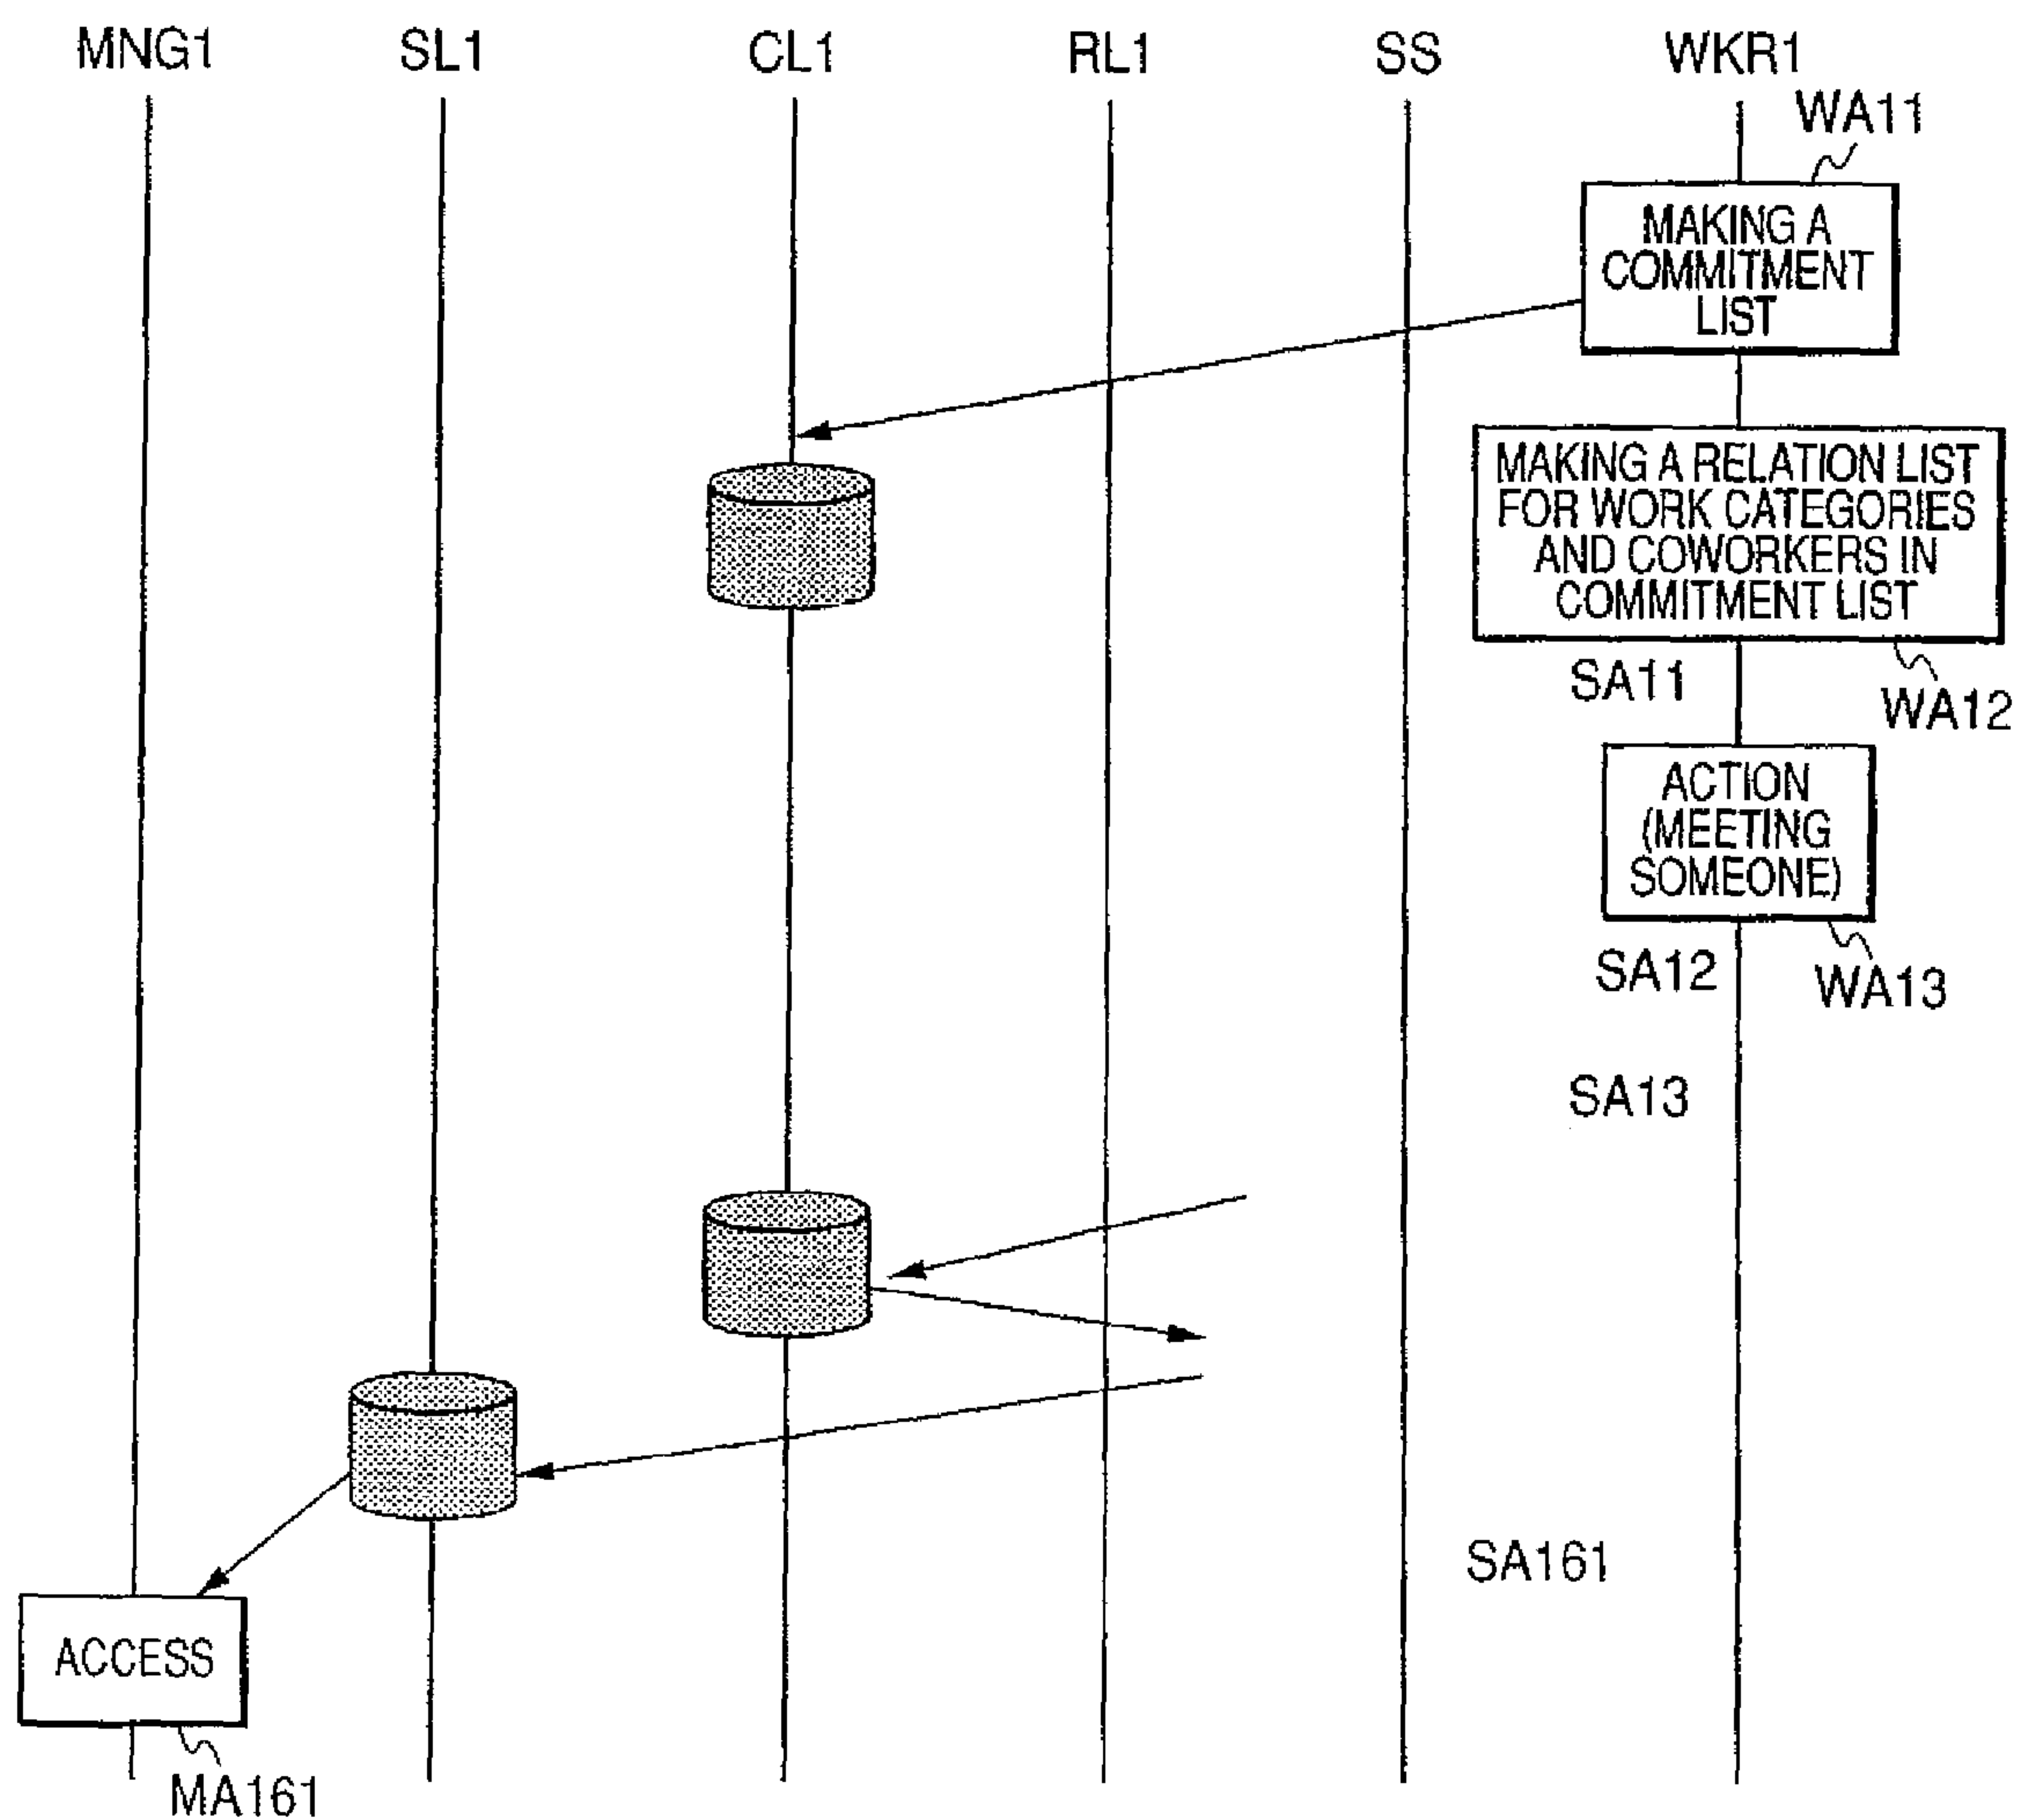 MNG1 SL1 CL1 RL1 SS WKR1
WA11
MAKING A
COMMITMENT
LIST
MAKING A RELATION LIST
FOR WORK CATEGORIES
AND COWORKERS IN
COMMITMENT LIST
SA11
WA12
ACTION
(MEETING
SOMEONE)
SA12
WA13
SA13
SA161
ACCESS
MA161